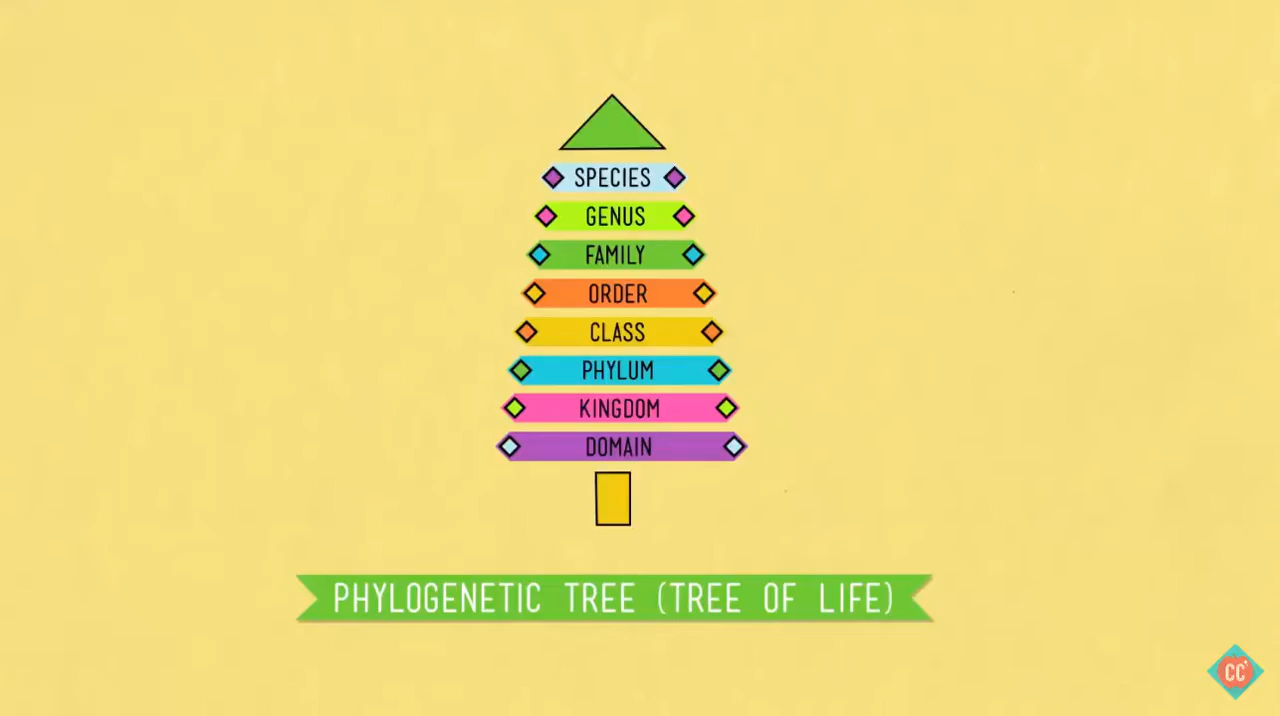 SPECIES
GENUS
FAMILY
ORDER
CLASS
PHYLUM
KINGDOM
DOMAIN
PHYLOGENETIC TREE (TREE OF LIFE)
CC